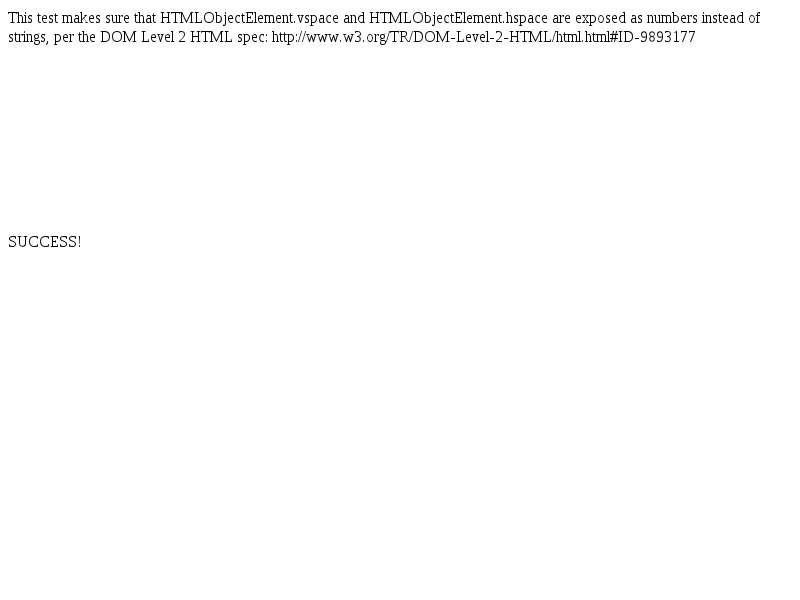 This test makes sure that HTMLObjectElement.vspace and HTMLObjectElement.hspace are exposed as numbers instead of
strings, per the DOM Level 2 HTML spec: http://www.w3.org/TR/DOM-Level-2-HTML/html.html#ID-9893177
SUCCESS!